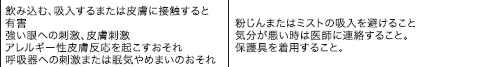 飲み込む、吸入するまたは皮膚に接触すると
有害
強い眼への刺激、皮膚刺激
アレルギー性皮膚反応を起こすおそれ
呼吸器への刺激または眠気やめまいのおそれ
粉じんまたはミストの吸入を避けること
気分が悪い時は医師に連絡すること。
保護具を着用すること。